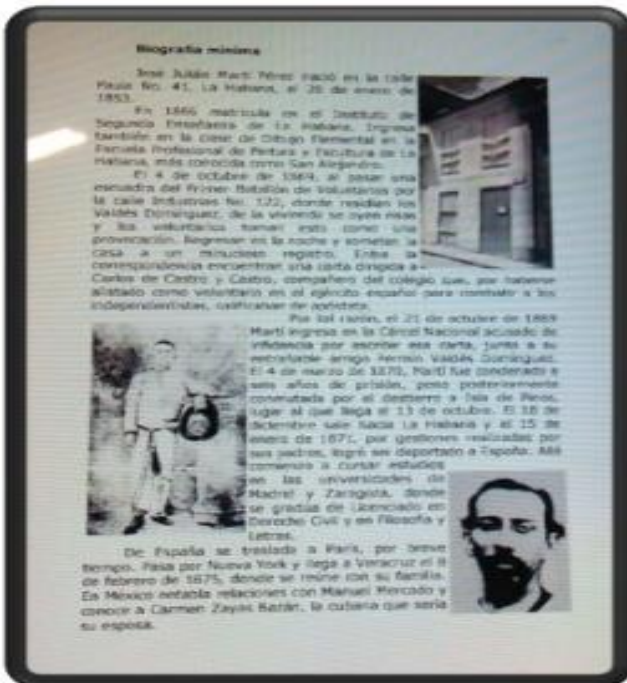 Biografía mínima
José Julián Martí Pérez nació en la calle
Paula No. 41, La Habana, el 28 de enero de
1853.
En 1866 matricula en el Instituto de
Segunda Enseñanza de La Habana. Ingresa
también en la clase de Dibujo Elemental en la
Escuela Profesional de Pintura y Escultura de La
Habana, más conocida como San Alejandro.
El 4 de octubre de 1869, al pasar una
escuadra del Primer Batallón de Voluntarios por
la calle Industrias No. 122, donde residían los
Valdés Domínguez, de la vivienda se oyen risas
y los voluntarios toman esto como una
provocación. Regresan en la noche y someten la
casa a un minucioso registro. Entre la
correspondencia encuentran una carta dirigida a
Carlos de Castro y Castro, compañero del colegio que, por haberse
alistado como voluntario en el ejército español para combatir a los
independentistas, calificaban de apóstata.
Por tal razón, el 21 de octubre de 1869
Martí ingresa en la Cárcel Nacional acusado de
infidencia por escribir esa carta, junto a su
entrañable amigo Fermín Valdés Domínguez.
El 4 de marzo de 1870, Martí fue condenado a
seis años de prisión, pena posteriormente
conmutada por el destierro a Isla de Pinos,
lugar al que llega el 13 de octubre. El 18 de
diciembre sale hacia La Habana y el 15 de
enero de 1871, por gestiones realizadas por
sus padres, logró ser deportado a España. Allí
comienza a cursar estudios
en las universidades de
Madrid y Zaragoza, donde
se gradúa de Licenciado en
Derecho Civil y en Filosofía y
Letras.
De España se traslada a París, por breve
tiempo. Pasa por Nueva York y llega a Veracruz el 8
de febrero de 1875, donde se reúne con su familia.
En México entabla relaciones con Manuel Mercado y
conoce a Carmen Zayas Bazán, la cubana que sería
su esposa.